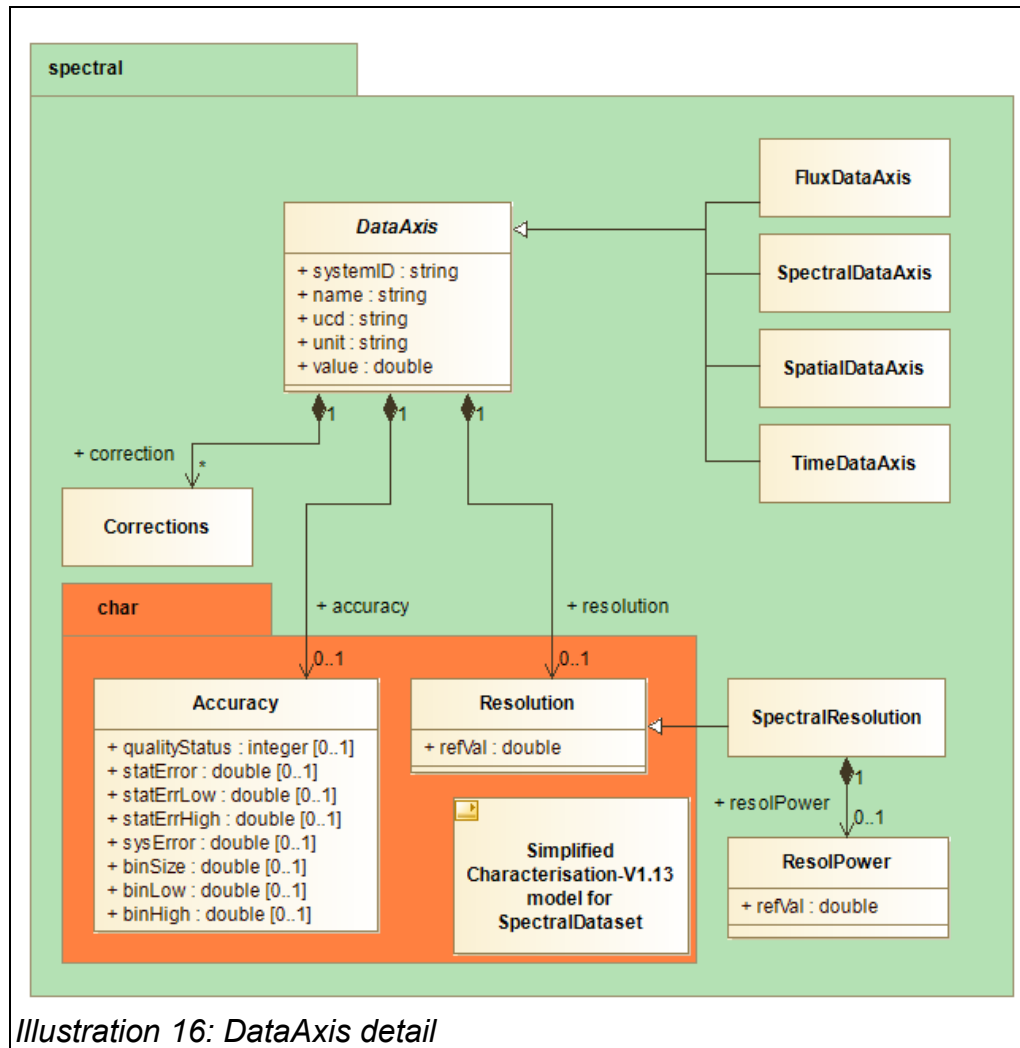 spectral
DataAxis
+ systemID : string
+ name : string
+ ucd : string
+ unit : string
+ value : double
FluxDataAxis
SpectralDataAxis
SpatialDataAxis
TimeDataAxis
1
1
1
+ correction
*
Corrections
char
+ accuracy
+ resolution
0..1
0..1
Accuracy
+ qualityStatus : integer [0..1]
+ statError : double [0..1]
+ statErrLow : double [0..1]
+ statErrHigh : double [0..1]
+ sysError : double [0..1]
+ binSize : double [0..1]
+ binLow : double [0..1]
+ binHigh : double [0..1]
Resolution
+ refVal : double
Simplified
Characterisation-V1.13
model for
SpectralDataset
SpectralResolution
1
+ resolPower
0..1
ResolPower
+ refVal : double
Illustration 16: DataAxis detail